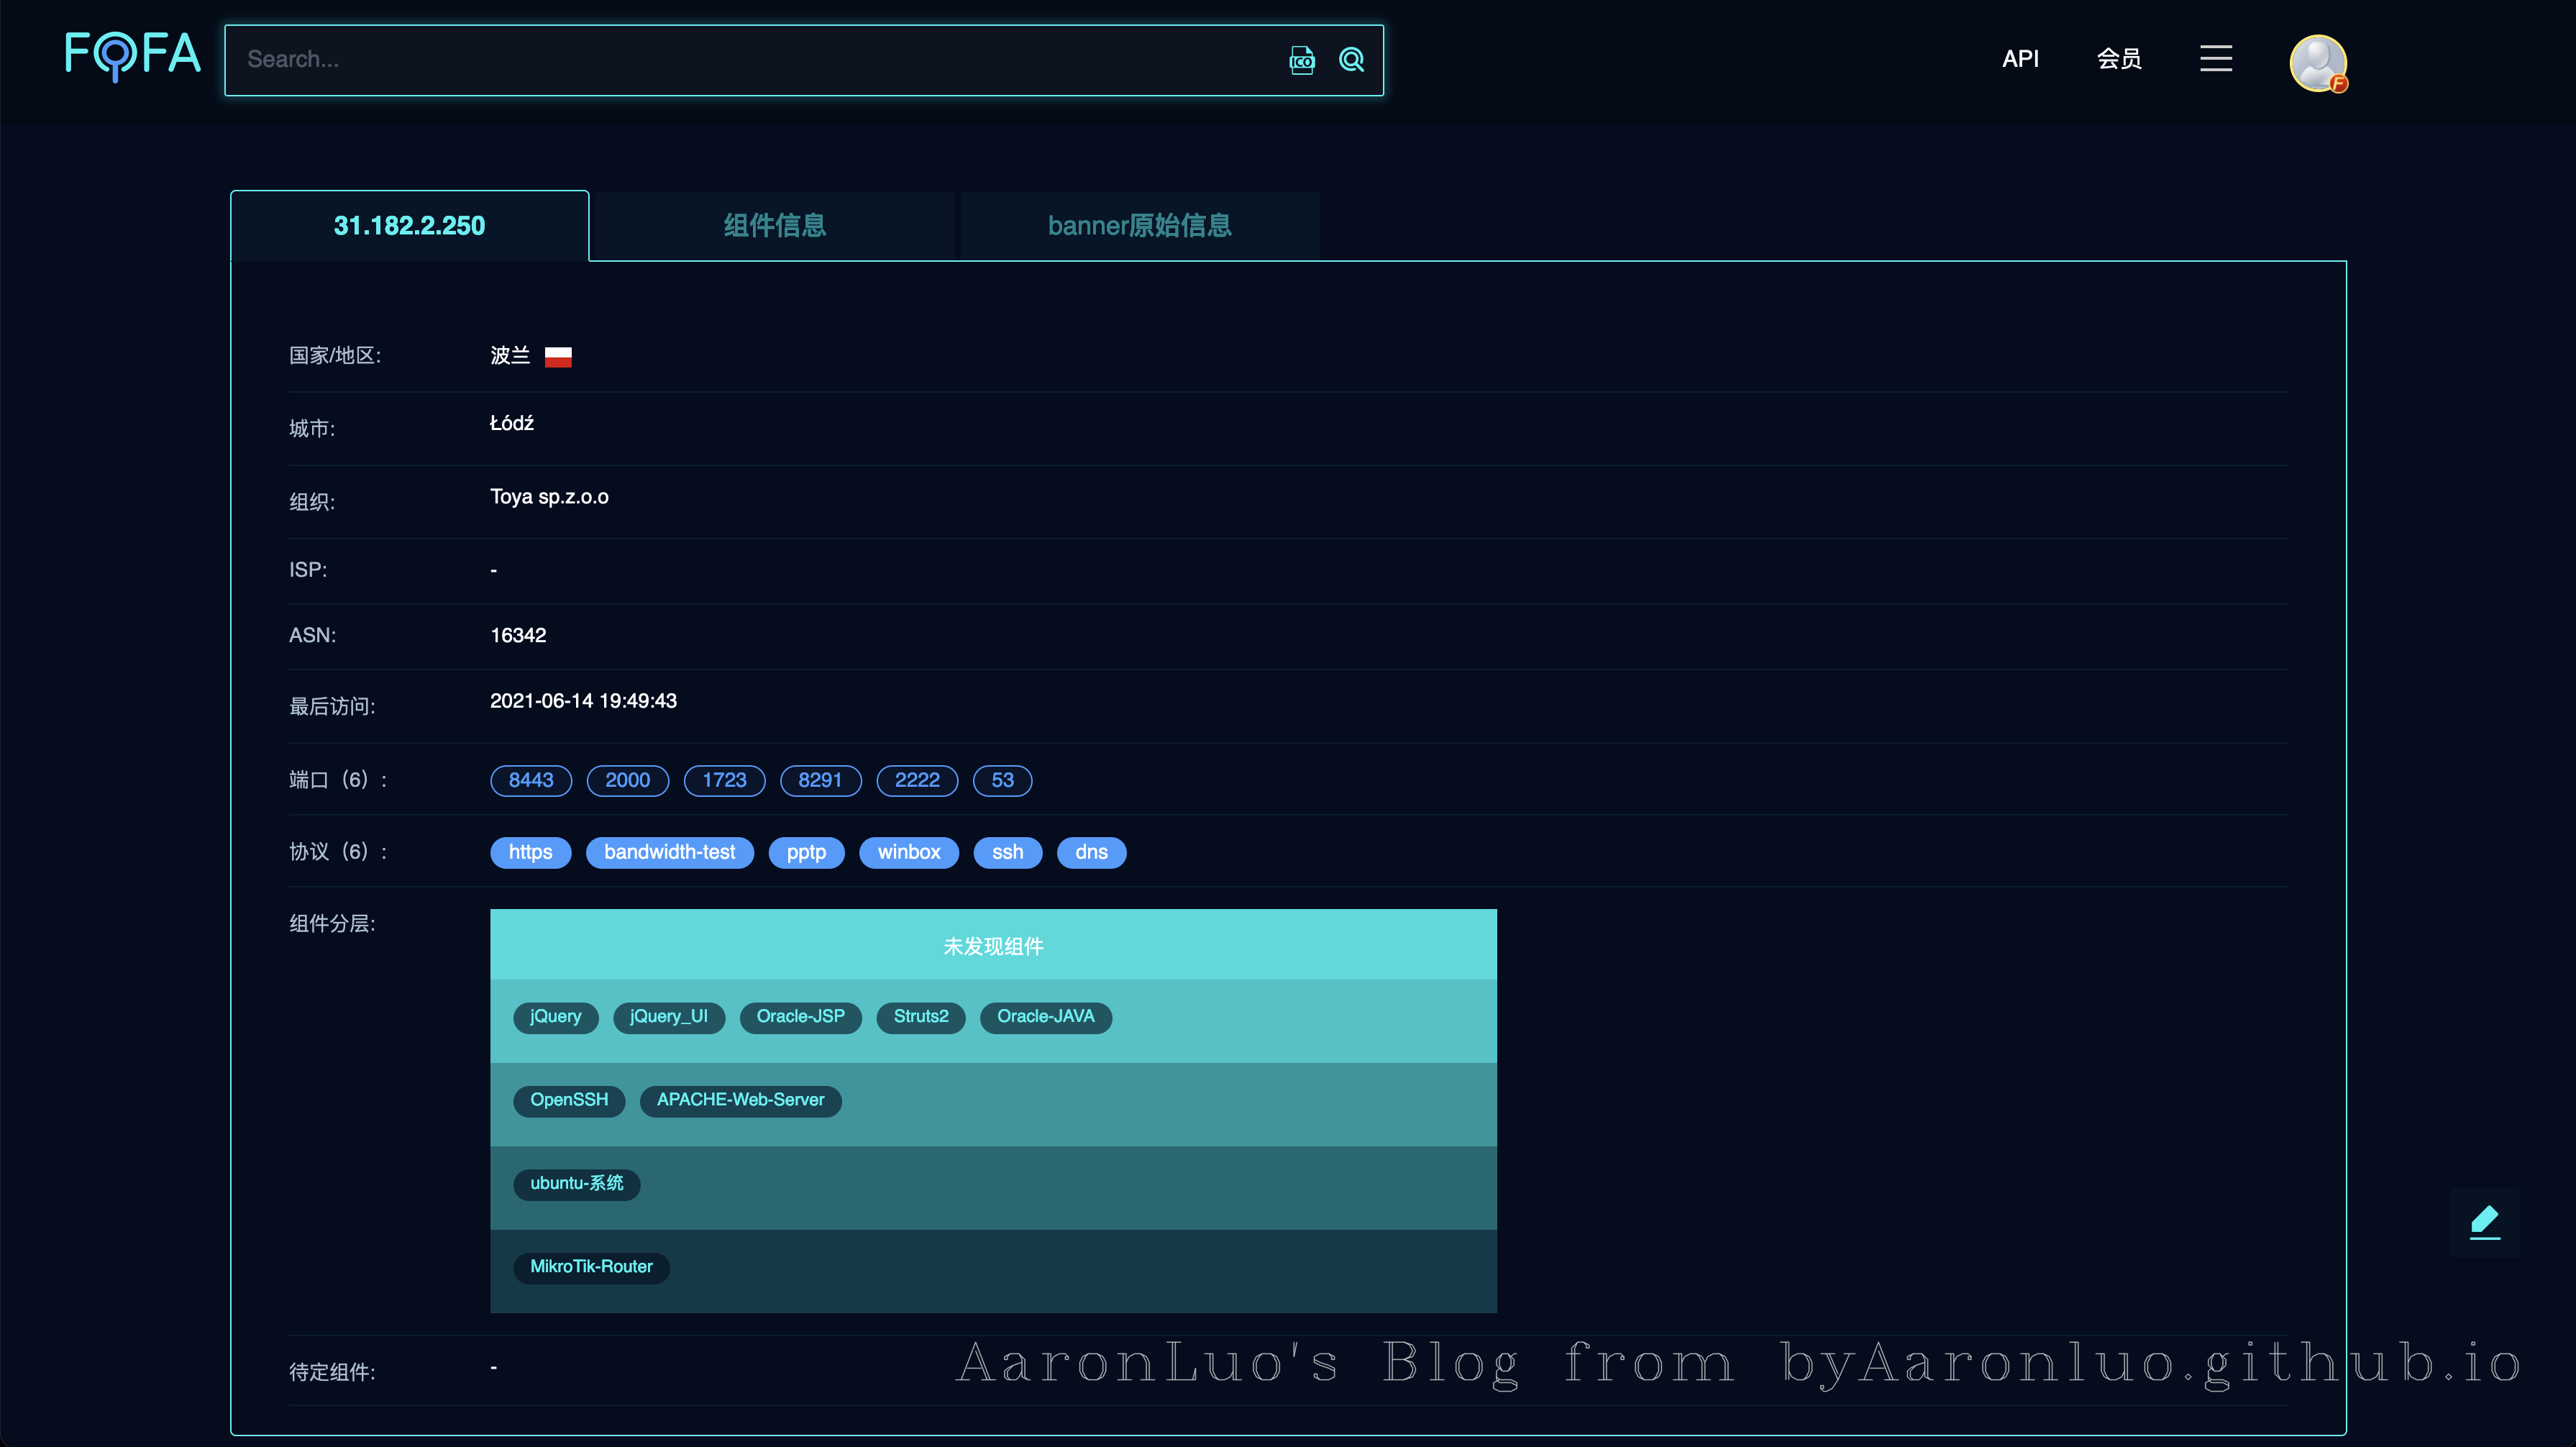 FOFA Search... ICO API 会员 F
31.182.2.250 组件信息 banner原始信息
国家/地区: 波兰
城市: Łódź
组织: Toya sp.z.o.o
ISP: -
ASN: 16342
最后访问: 2021-06-14 19:49:43
端口（6）: 8443 2000 1723 8291 2222 53
协议（6）: https bandwidth-test pptp winbox ssh dns
组件分层: 未发现组件
jQuery jQuery_UI Oracle-JSP Struts2 Oracle-JAVA
OpenSSH APACHE-Web-Server
ubuntu-系统
MikroTik-Router
待定组件: -
AaronLuo's Blog from byAaronluo.github.io